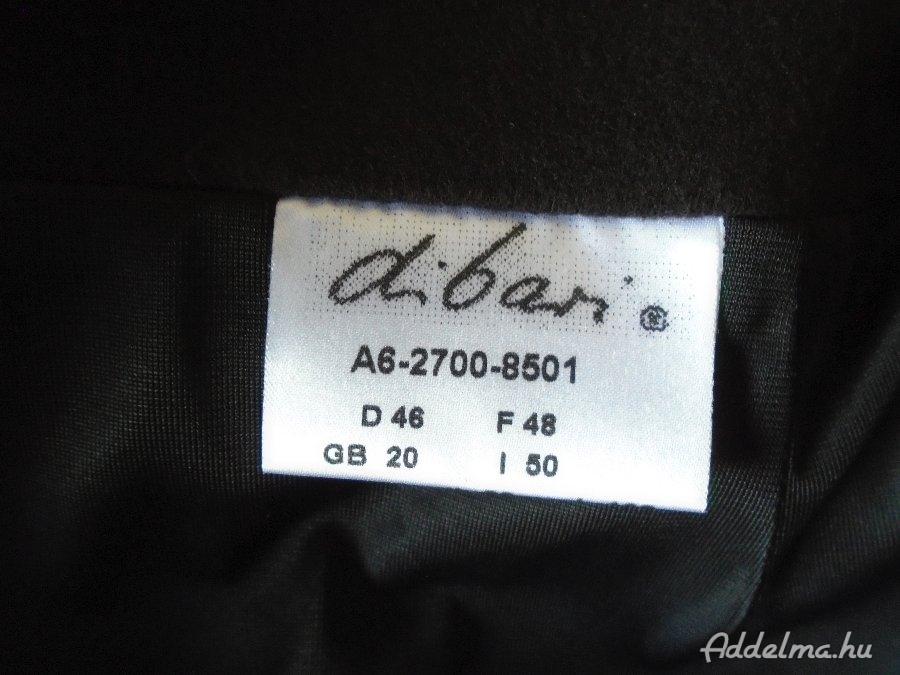 dibari ®
A6-2700-8501
D 46 F 48
GB 20 I 50
Addelma.hu